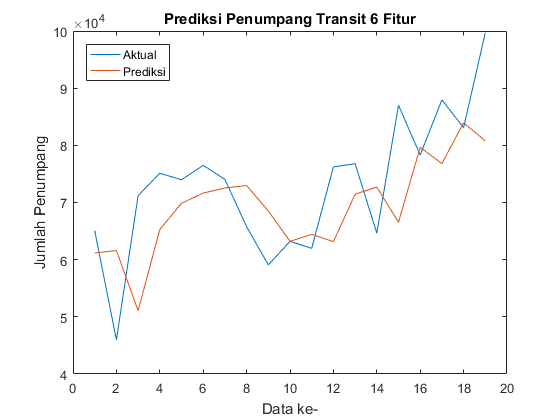 Prediksi Penumpang Transit 6 Fitur
×10⁴
Aktual
Prediksi
Jumlah Penumpang
10
9
8
7
6
5
4
0 2 4 6 8 10 12 14 16 18 20
Data ke-